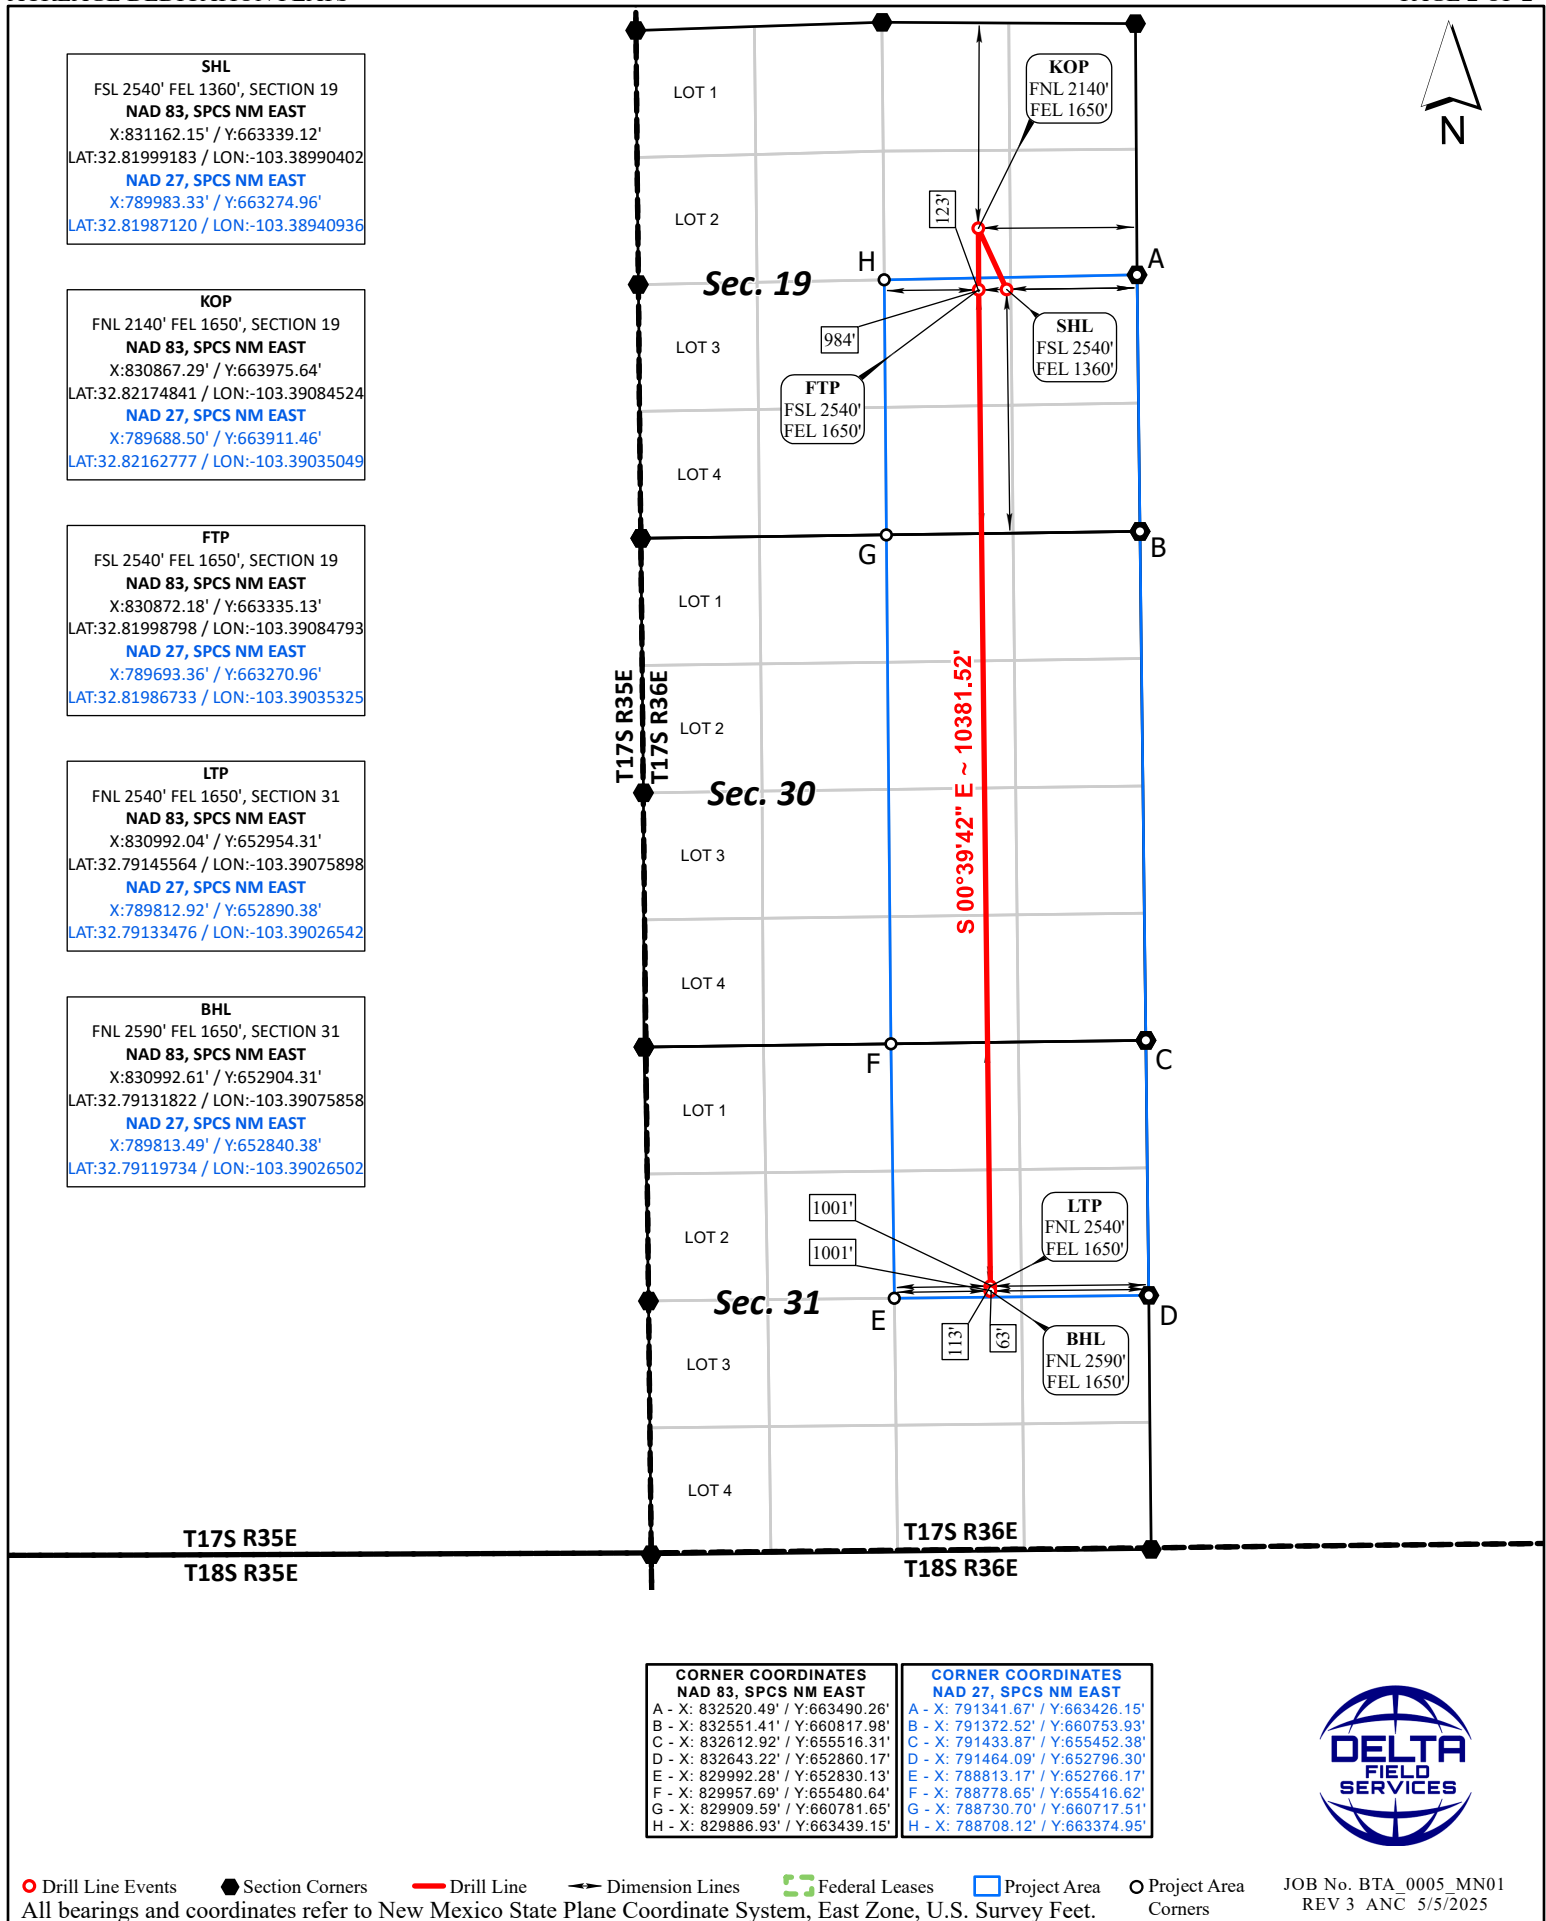 SHL
FSL 2540' FEL 1360', SECTION 19
NAD 83, SPCS NM EAST
X:831162.15' / Y:663339.12'
LAT:32.81999183 / LON:-103.38990402
NAD 27, SPCS NM EAST
X:789983.33' / Y:663274.96'
LAT:32.81987120 / LON:-103.38940936
KOP
FNL 2140' FEL 1650', SECTION 19
NAD 83, SPCS NM EAST
X:830867.29' / Y:663975.64'
LAT:32.82174841 / LON:-103.39084524
NAD 27, SPCS NM EAST
X:789688.50' / Y:663911.46'
LAT:32.82162777 / LON:-103.39035049
FTP
FSL 2540' FEL 1650', SECTION 19
NAD 83, SPCS NM EAST
X:830872.18' / Y:663335.13'
LAT:32.81998798 / LON:-103.39084793
NAD 27, SPCS NM EAST
X:789693.36' / Y:663270.96'
LAT:32.81986733 / LON:-103.39035325
LTP
FNL 2540' FEL 1650', SECTION 31
NAD 83, SPCS NM EAST
X:830992.04' / Y:652954.31'
LAT:32.79145564 / LON:-103.39075898
NAD 27, SPCS NM EAST
X:789812.92' / Y:652890.38'
LAT:32.79133476 / LON:-103.39026542
BHL
FNL 2590' FEL 1650', SECTION 31
NAD 83, SPCS NM EAST
X:830992.61' / Y:652904.31'
LAT:32.79131822 / LON:-103.39075858
NAD 27, SPCS NM EAST
X:789813.49' / Y:652840.38'
LAT:32.79119734 / LON:-103.39026502
LOT 1
KOP
FNL 2140'
FEL 1650'
N
LOT 2
123'
H
A
Sec. 19
984'
SHL
FSL 2540'
FEL 1360'
LOT 3
FTP
FSL 2540'
FEL 1650'
LOT 4
G
B
LOT 1
T17S R35E
T17S R36E
LOT 2
S 00°39'42" E ~ 10381.52'
Sec. 30
LOT 3
LOT 4
F
C
LOT 1
1001'
LTP
FNL 2540'
FEL 1650'
LOT 2
1001'
Sec. 31
E
D
113'
63'
BHL
FNL 2590'
FEL 1650'
LOT 3
LOT 4
T17S R35E
T17S R36E
T18S R35E
T18S R36E
CORNER COORDINATES
NAD 83, SPCS NM EAST
A - X: 832520.49' / Y:663490.26'
B - X: 832551.41' / Y:660817.98'
C - X: 832612.92' / Y:655516.31'
D - X: 832643.22' / Y:652860.17'
E - X: 829992.28' / Y:652830.13'
F - X: 829957.69' / Y:655480.64'
G - X: 829909.59' / Y:660781.65'
H - X: 829886.93' / Y:663439.15'
CORNER COORDINATES
NAD 27, SPCS NM EAST
A - X: 791341.67' / Y:663426.15'
B - X: 791372.52' / Y:660753.93'
C - X: 791433.87' / Y:655452.38'
D - X: 791464.09' / Y:652796.30'
E - X: 788813.17' / Y:652766.17'
F - X: 788778.65' / Y:655416.62'
G - X: 788730.70' / Y:660717.51'
H - X: 788708.12' / Y:663374.95'
DELTA
FIELD
SERVICES
Drill Line Events
Section Corners
Drill Line
Dimension Lines
Federal Leases
Project Area
Project Area
Corners
All bearings and coordinates refer to New Mexico State Plane Coordinate System, East Zone, U.S. Survey Feet.
JOB No. BTA_0005_MN01
REV 3 ANC 5/5/2025